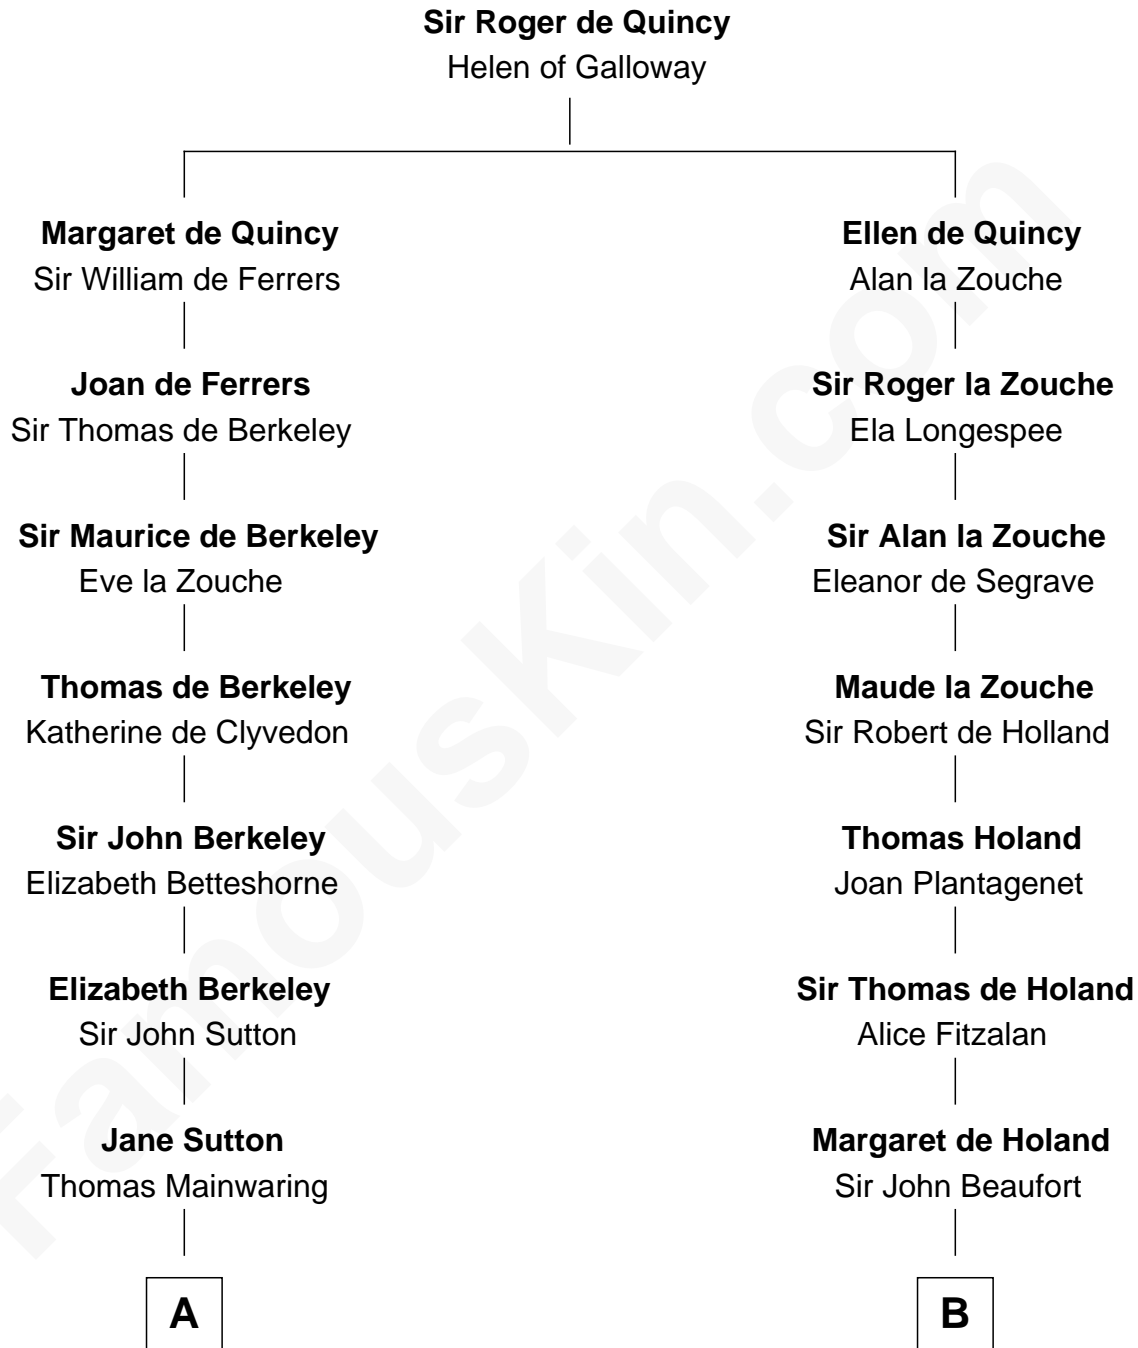 Sir Roger de Quincy
Helen of Galloway
Margaret de Quincy
Sir William de Ferrers
Ellen de Quincy
Alan la Zouche
Joan de Ferrers
Sir Thomas de Berkeley
Sir Roger la Zouche
Ela Longespee
Sir Maurice de Berkeley
Eve la Zouche
Sir Alan la Zouche
Eleanor de Segrave
Thomas de Berkeley
Katherine de Clyvedon
Maude la Zouche
Sir Robert de Holland
Sir John Berkeley
Elizabeth Betteshorne
Thomas Holand
Joan Plantagenet
Elizabeth Berkeley
Sir John Sutton
Sir Thomas de Holand
Alice Fitzalan
Jane Sutton
Thomas Mainwaring
Margaret de Holand
Sir John Beaufort
A
B
FamousKin.com